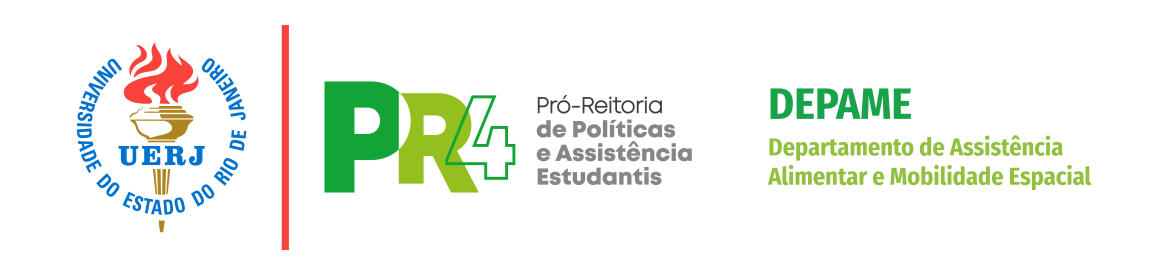 UNIVERSIDADE DO ESTADO DO RIO DE JANEIRO
UERJ
PR4
Pró-Reitoria
de Políticas
e Assistência
Estudantis
DEPAME
Departamento de Assistência
Alimentar e Mobilidade Espacial